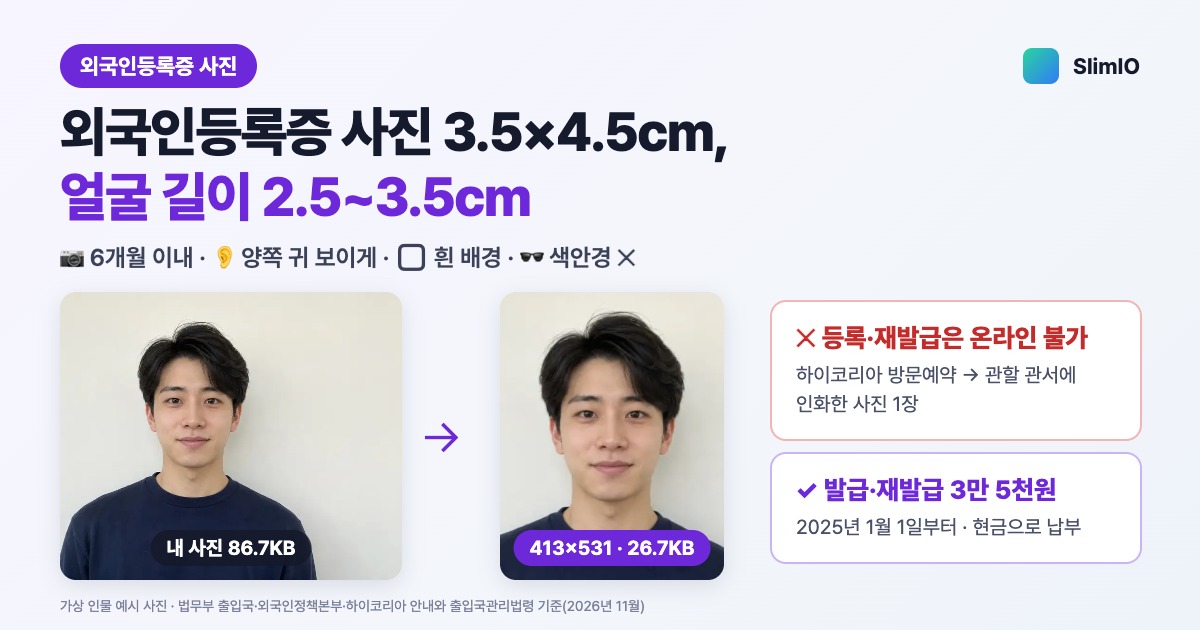 외국인등록증 사진
SlimIO
외국인등록증 사진 3.5×4.5cm,
얼굴 길이 2.5~3.5cm
📷 6개월 이내 · 👂 양쪽 귀 보이게 · ⬜ 흰 배경 · 🕶️ 색안경 ✕
내 사진 86.7KB
→
413×531 · 26.7KB
✕ 등록·재발급은 온라인 불가
하이코리아 방문예약 → 관할 관서에
인화한 사진 1장
✔ 발급·재발급 3만 5천원
2025년 1월 1일부터 · 현금으로 납부
가상 인물 예시 사진 · 법무부 출입국·외국인정책본부·하이코리아 안내와 출입국관리법령 기준(2026년 11월)